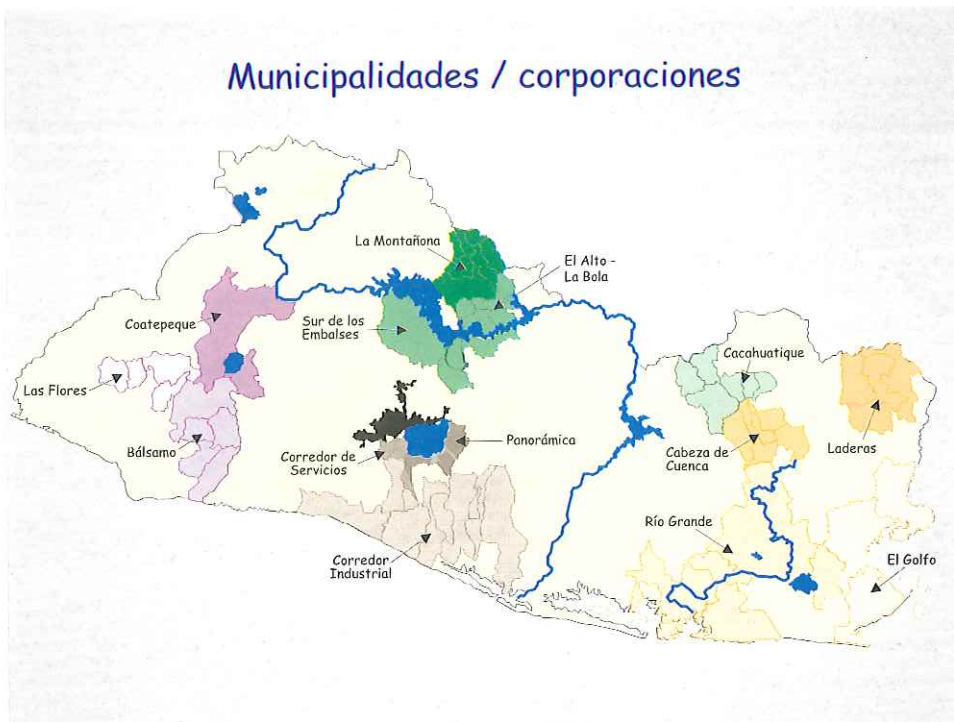 Municipalidades / corporaciones
La Montañona
El Alto -
La Bola
Coatepeque
Sur de los
Embalses
Cacahuatique
Las Flores
Bálsamo
Corredor de
Servicios
Panorámica
Cabeza de
Cuenca
Laderas
Río Grande
Corredor
Industrial
El Golfo